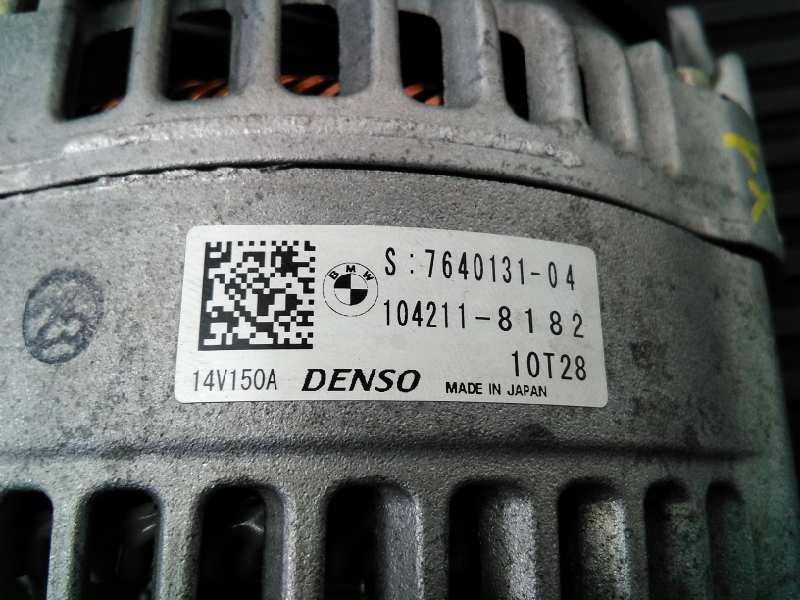 BMW
S:7640131-04
104211-8182
10T28
14V150A DENSO MADE IN JAPAN